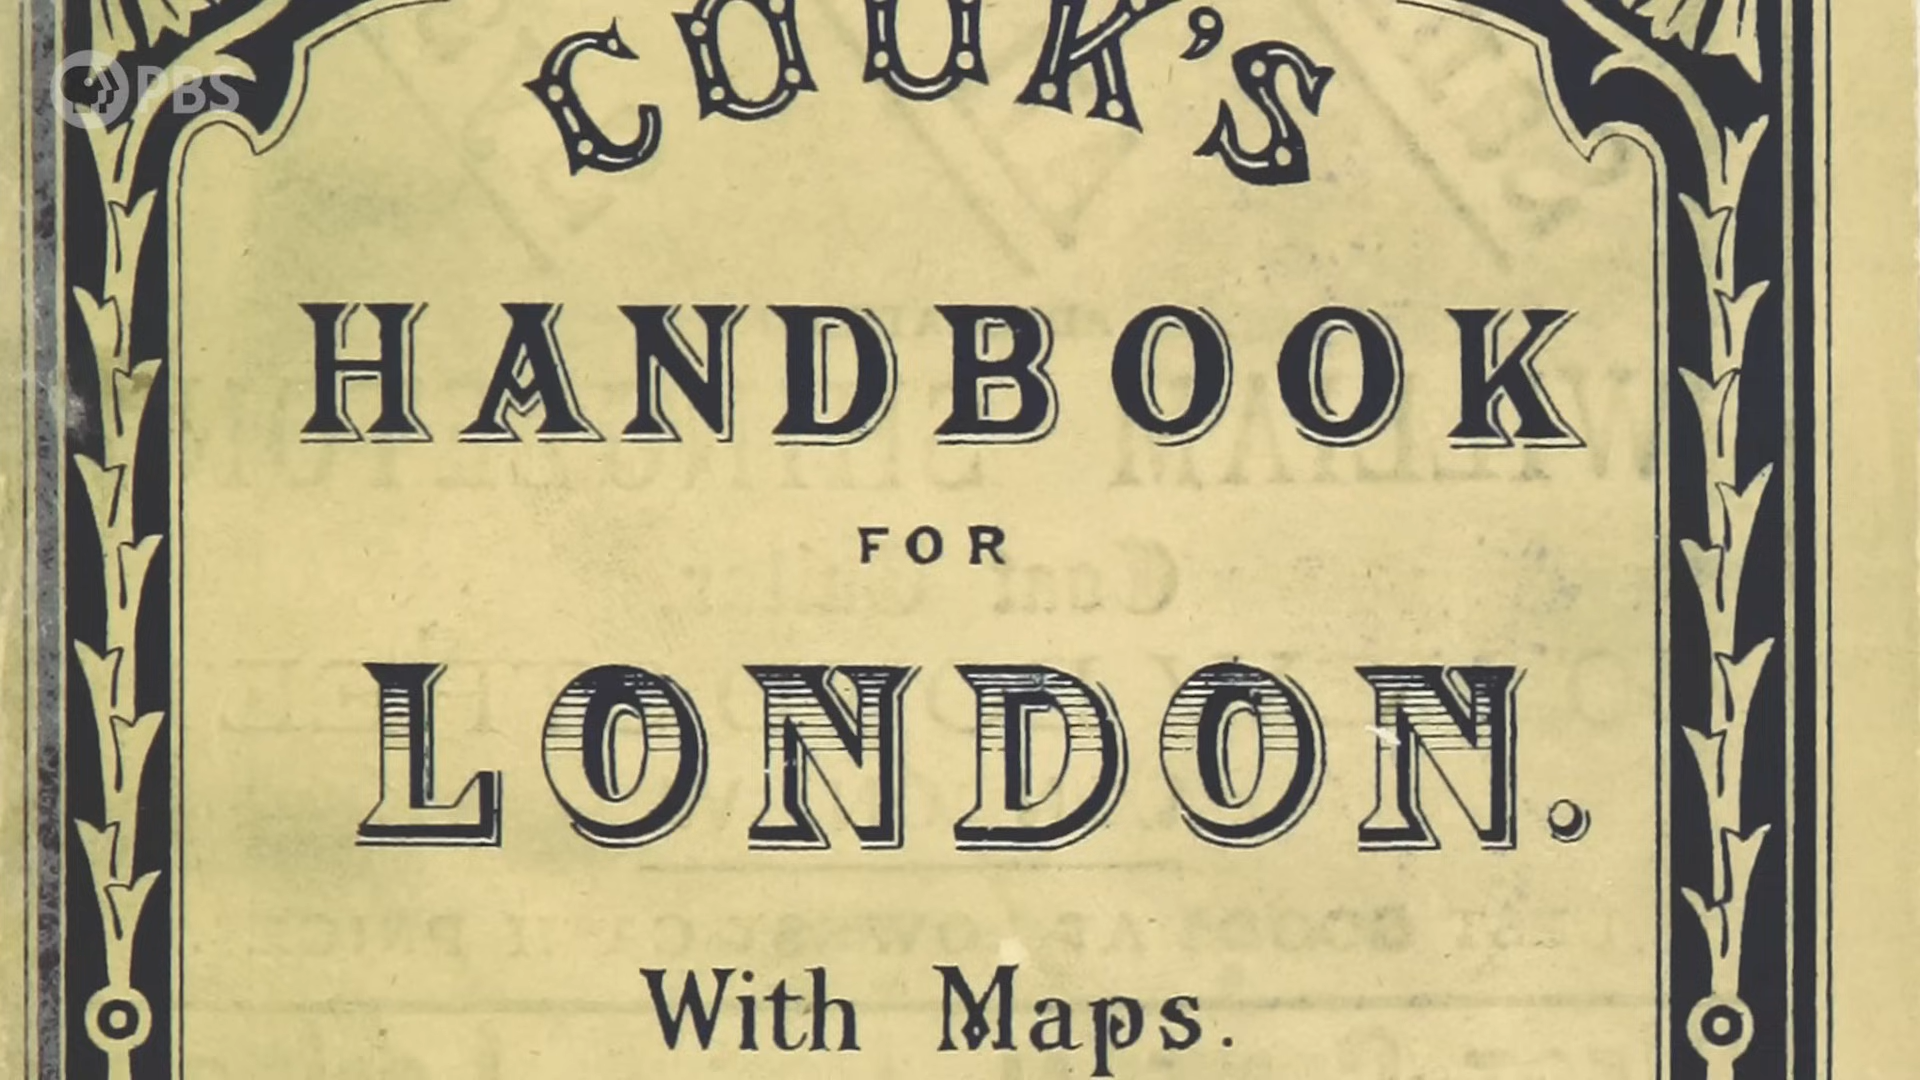 PBS
COOK'S
HANDBOOK
FOR
LONDON.
With Maps.